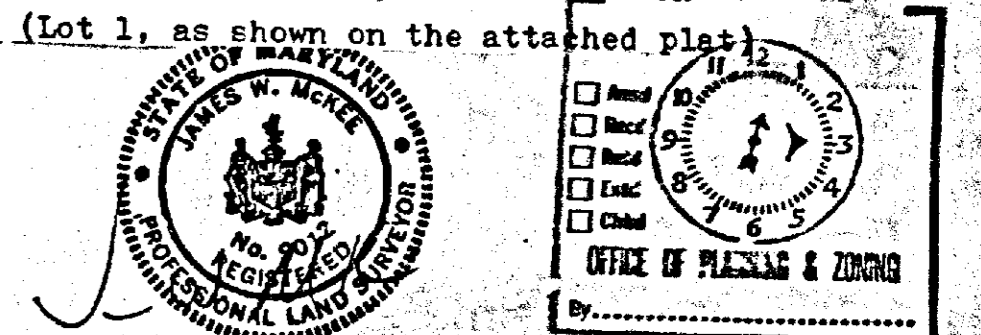 (Lot 1, as shown on the attached plat)
STATE OF MARYLAND
JAMES W. McKEE
No. 9012
REGISTERED
PROFESSIONAL LAND SURVEYOR
11 12 1
10 2
9 3
8 4
7 6 5
OFFICE OF PLANNING & ZONING
By